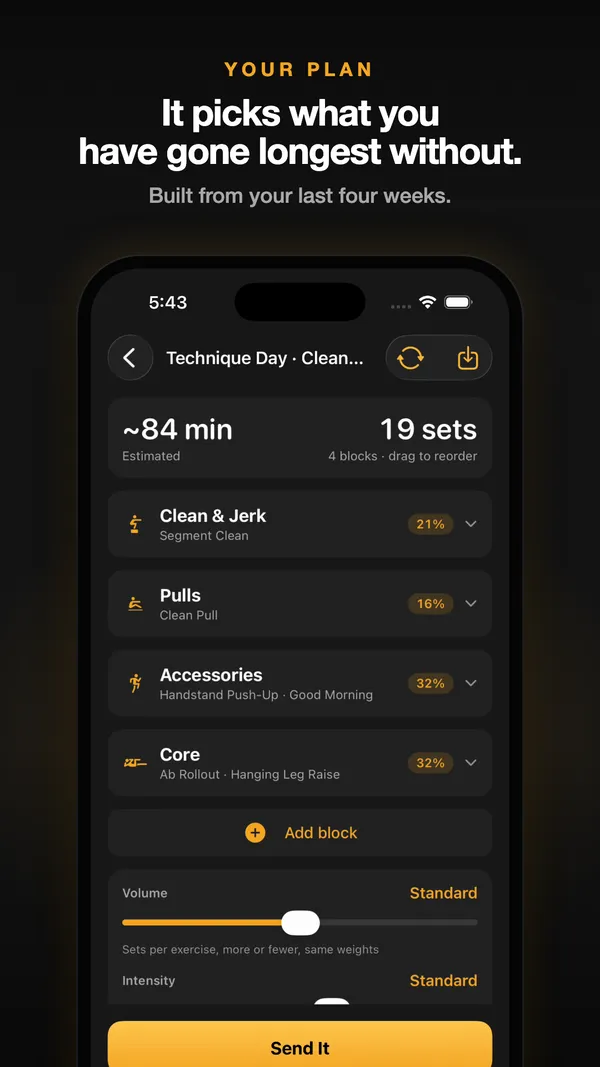 YOUR PLAN
It picks what you
have gone longest without.
Built from your last four weeks.
5:43
Technique Day · Clean...
~84 min
19 sets
Estimated
4 blocks · drag to reorder
Clean & Jerk
21%
Segment Clean
Pulls
16%
Clean Pull
Accessories
32%
Handstand Push-Up · Good Morning
Core
32%
Ab Rollout · Hanging Leg Raise
Add block
Volume
Standard
Sets per exercise, more or fewer, same weights
Intensity
Standard
Send It